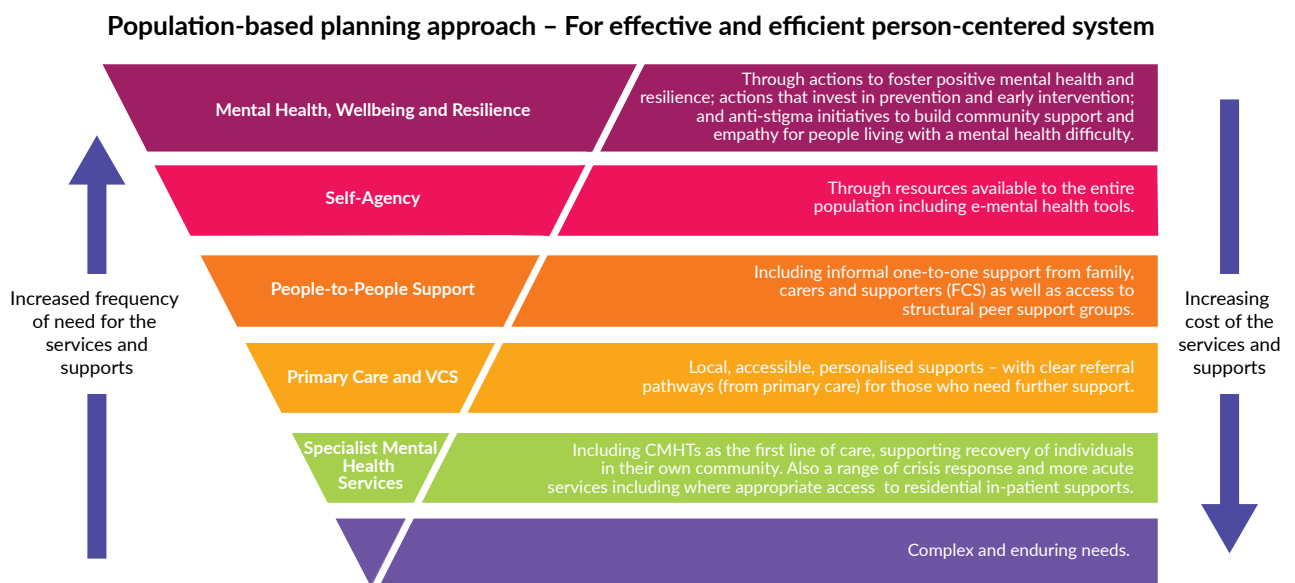 Population-based planning approach – For effective and efficient person-centered system
Mental Health, Wellbeing and Resilience
Through actions to foster positive mental health and
resilience; actions that invest in prevention and early intervention;
and anti-stigma initiatives to build community support and
empathy for people living with a mental health difficulty.
Self-Agency
Through resources available to the entire
population including e-mental health tools.
People-to-People Support
Including informal one-to-one support from family,
carers and supporters (FCS) as well as access to
structural peer support groups.
Primary Care and VCS
Local, accessible, personalised supports – with clear referral
pathways (from primary care) for those who need further support.
Specialist Mental
Health
Services
Including CMHTs as the first line of care, supporting recovery of individuals
in their own community. Also a range of crisis response and more acute
services including where appropriate access to residential in-patient supports.
Complex and enduring needs.
Increased frequency
of need for the
services and
supports
Increasing
cost of the
services and
supports